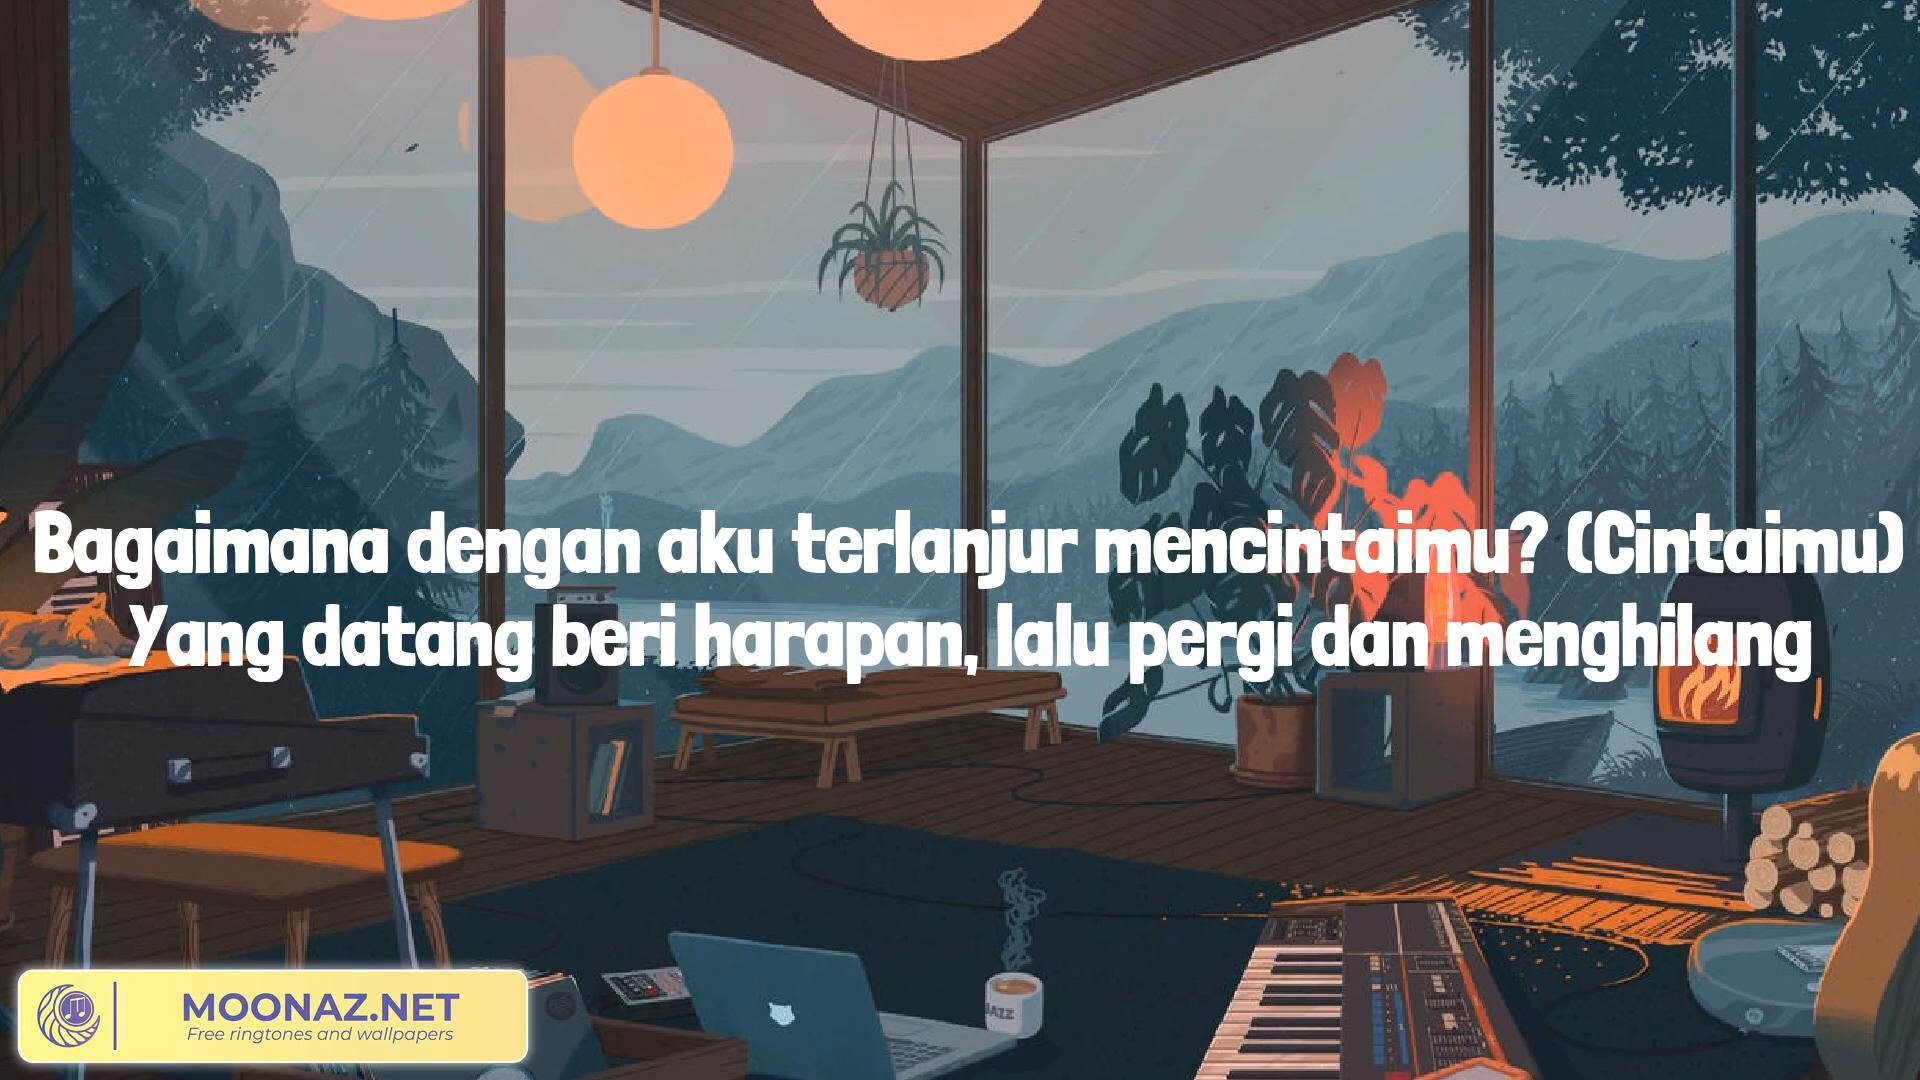 Bagaimana dengan aku terlanjur mencintaimu? (Cintaimu)
Yang datang beri harapan, lalu pergi dan menghilang
JAZZ
MOONAZ.NET
Free ringtones and wallpapers